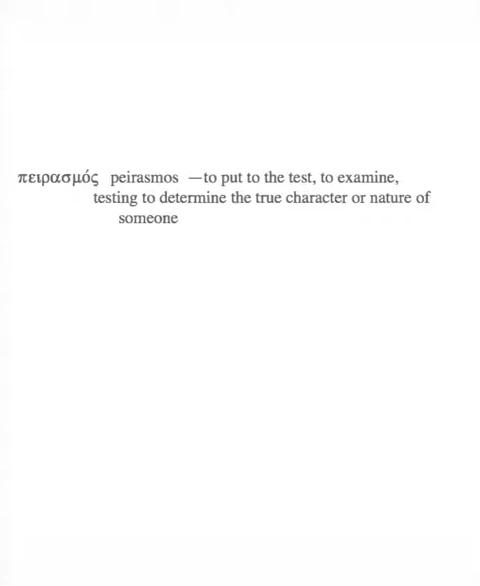 πειρασμός peirasmos —to put to the test, to examine,
testing to determine the true character or nature of
someone